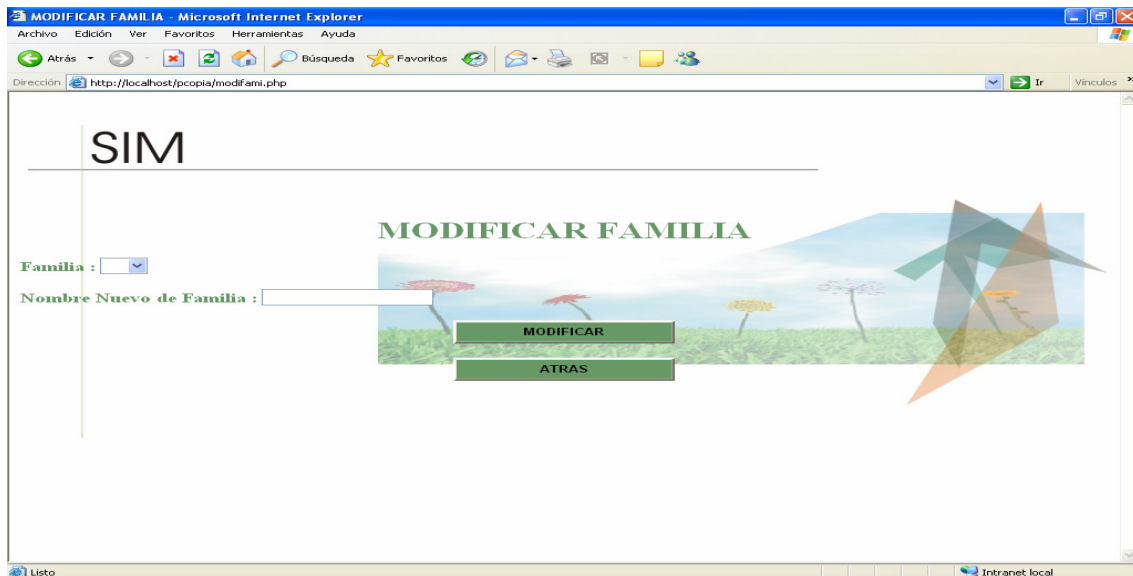 MODIFICAR FAMILIA - Microsoft Internet Explorer
Archivo Edición Ver Favoritos Herramientas Ayuda
Atrás Búsqueda Favoritos
Dirección http://localhost/pcopia/modifami.php Ir Vínculos »
SIM
MODIFICAR FAMILIA
Familia :
Nombre Nuevo de Familia :
MODIFICAR
ATRAS
Listo Intranet local